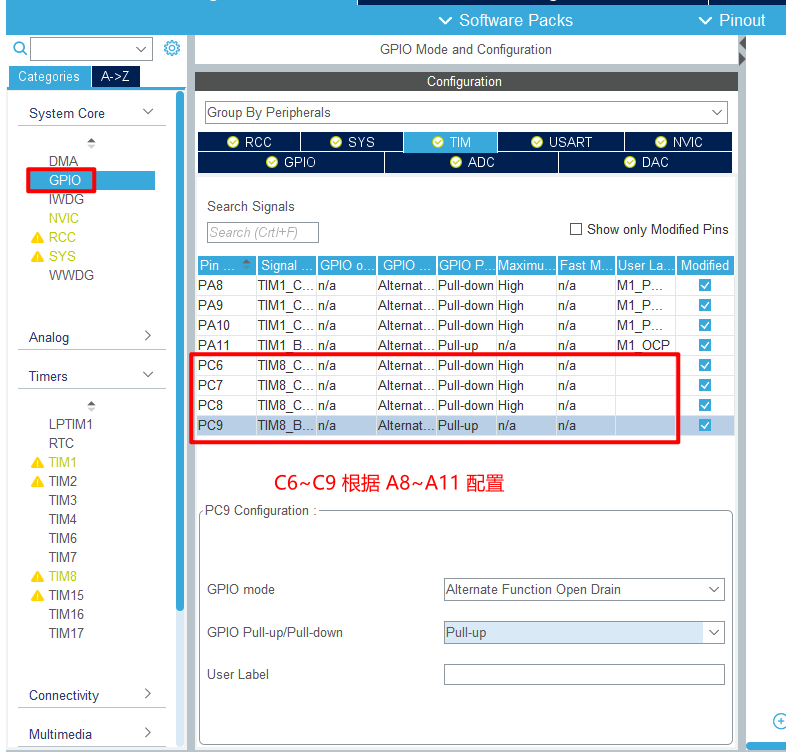 Software Packs
Pinout
GPIO Mode and Configuration
Categories
A->Z
Configuration
Group By Peripherals
System Core
DMA
GPIO
IWDG
NVIC
RCC
SYS
WWDG
Analog
Timers
LPTIM1
RTC
TIM1
TIM2
TIM3
TIM4
TIM6
TIM7
TIM8
TIM15
TIM16
TIM17
Connectivity
Multimedia
RCC SYS TIM USART NVIC
GPIO ADC DAC
Search Signals
Search (Crtl+F)
Show only Modified Pins
Pin ... Signal ... GPIO o... GPIO ... GPIO P... Maximu... Fast M... User La... Modified
PA8 TIM1_C... n/a Alternat... Pull-down High n/a M1_P...
PA9 TIM1_C... n/a Alternat... Pull-down High n/a M1_P...
PA10 TIM1_C... n/a Alternat... Pull-down High n/a M1_P...
PA11 TIM1_B... n/a Alternat... Pull-up n/a n/a M1_OCP
PC6 TIM8_C... n/a Alternat... Pull-down High n/a
PC7 TIM8_C... n/a Alternat... Pull-down High n/a
PC8 TIM8_C... n/a Alternat... Pull-down High n/a
PC9 TIM8_B... n/a Alternat... Pull-up n/a n/a
C6~C9 根据 A8~A11 配置
PC9 Configuration :
GPIO mode
Alternate Function Open Drain
GPIO Pull-up/Pull-down
Pull-up
User Label